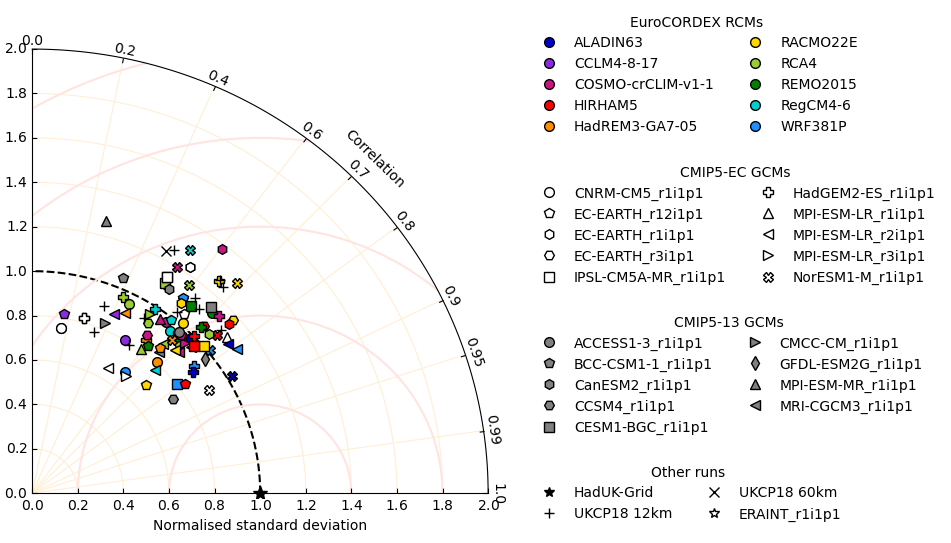 0.0
0.2
0.4
0.6
0.7
0.8
0.9
0.95
0.99
1.0
Correlation
2.0
1.8
1.6
1.4
1.2
1.0
0.8
0.6
0.4
0.2
0.0
0.0 0.2 0.4 0.6 0.8 1.0 1.2 1.4 1.6 1.8 2.0
Normalised standard deviation
EuroCORDEX RCMs
ALADIN63 RACMO22E
CCLM4-8-17 RCA4
COSMO-crCLIM-v1-1 REMO2015
HIRHAM5 RegCM4-6
HadREM3-GA7-05 WRF381P
CMIP5-EC GCMs
CNRM-CM5_r1i1p1 HadGEM2-ES_r1i1p1
EC-EARTH_r12i1p1 MPI-ESM-LR_r1i1p1
EC-EARTH_r1i1p1 MPI-ESM-LR_r2i1p1
EC-EARTH_r3i1p1 MPI-ESM-LR_r3i1p1
IPSL-CM5A-MR_r1i1p1 NorESM1-M_r1i1p1
CMIP5-13 GCMs
ACCESS1-3_r1i1p1 CMCC-CM_r1i1p1
BCC-CSM1-1_r1i1p1 GFDL-ESM2G_r1i1p1
CanESM2_r1i1p1 MPI-ESM-MR_r1i1p1
CCSM4_r1i1p1 MRI-CGCM3_r1i1p1
CESM1-BGC_r1i1p1
Other runs
HadUK-Grid UKCP18 60km
UKCP18 12km ERAINT_r1i1p1